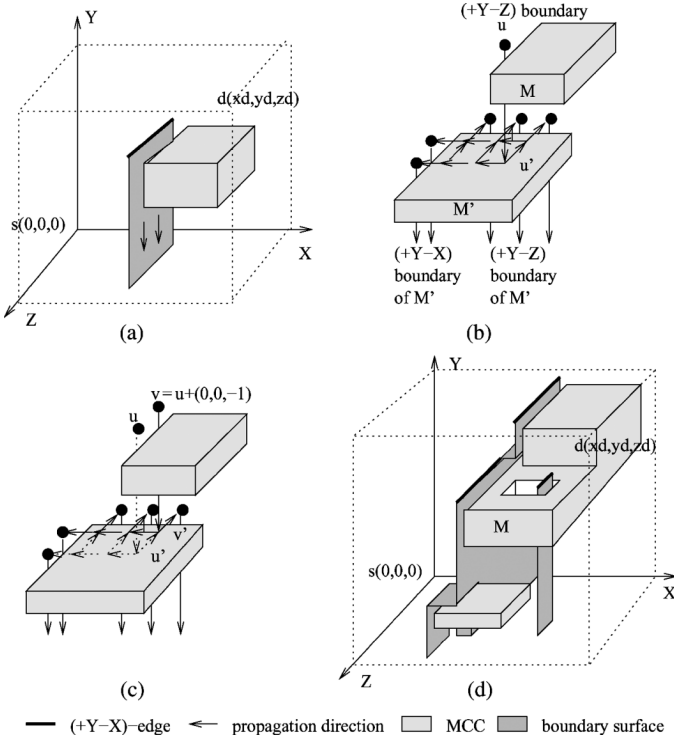 Y
d(xd,yd,zd)
s(0,0,0)
X
Z
(a)
(+Y−Z) boundary
u
M
u'
M'
(+Y−X)
boundary
of M'
(+Y−Z)
boundary
of M'
(b)
v=u+(0,0,−1)
u
v'
u'
(c)
Y
d(xd,yd,zd)
M
s(0,0,0)
X
Z
(d)
(+Y−X)−edge
propagation direction
MCC
boundary surface